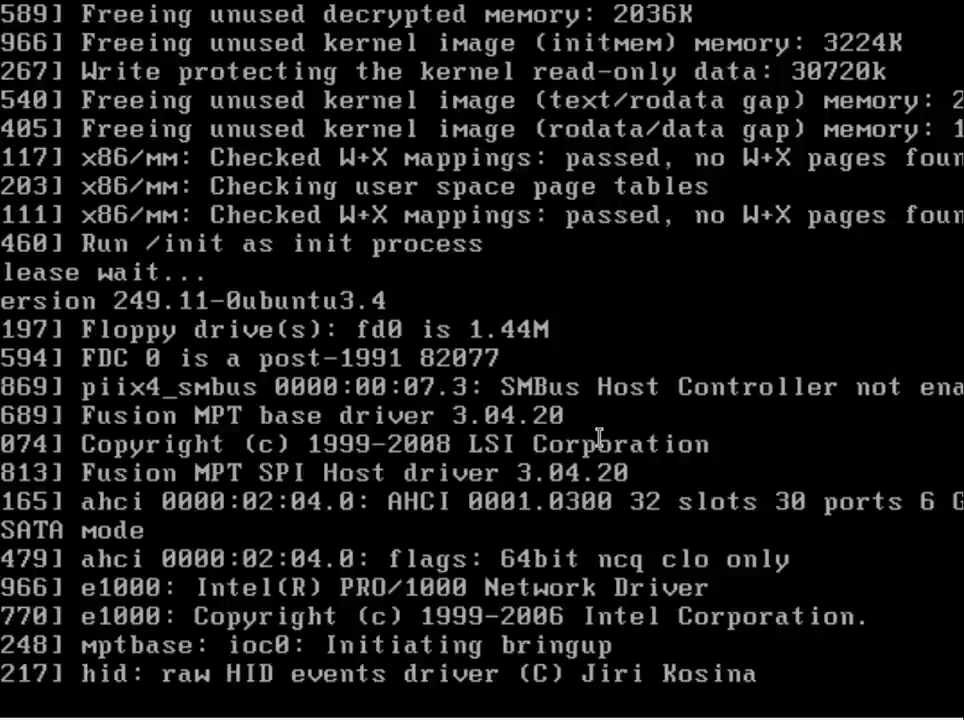 589] Freeing unused decrypted memory: 2036K
966] Freeing unused kernel image (initmem) memory: 3224K
267] Write protecting the kernel read-only data: 30720k
540] Freeing unused kernel image (text/rodata gap) memory: 2
405] Freeing unused kernel image (rodata/data gap) memory: 1
117] x86/mm: Checked W+X mappings: passed, no W+X pages foun
203] x86/mm: Checking user space page tables
111] x86/mm: Checked W+X mappings: passed, no W+X pages foun
460] Run /init as init process
lease wait...
ersion 249.11-0ubuntu3.4
197] Floppy drive(s): fd0 is 1.44M
594] FDC 0 is a post-1991 82077
869] piix4_smbus 0000:00:07.3: SMBus Host Controller not ena
689] Fusion MPT base driver 3.04.20
074] Copyright (c) 1999-2008 LSI Corporation
813] Fusion MPT SPI Host driver 3.04.20
165] ahci 0000:02:04.0: AHCI 0001.0300 32 slots 30 ports 6 G
SATA mode
479] ahci 0000:02:04.0: flags: 64bit ncq clo only
966] e1000: Intel(R) PRO/1000 Network Driver
770] e1000: Copyright (c) 1999-2006 Intel Corporation.
248] mptbase: ioc0: Initiating bringup
217] hid: raw HID events driver (C) Jiri Kosina